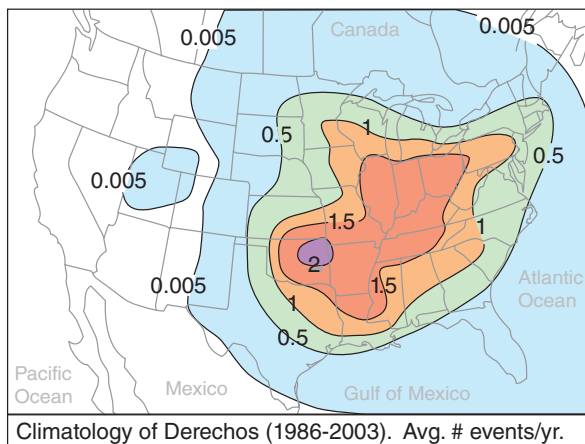 0.005
Canada
0.005
1
0.5
0.5
0.005
1.5
1
2
0.005
1
1.5
0.5
Atlantic
Ocean
Pacific
Ocean
Mexico
Gulf of Mexico
Climatology of Derechos (1986-2003). Avg. # events/yr.